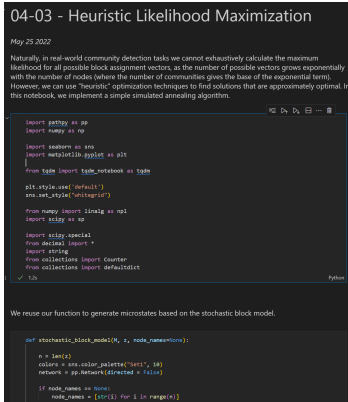 04-03 - Heuristic Likelihood Maximization
May 25 2022
Naturally, in real-world community detection tasks we cannot exhaustively calculate the maximum
likelihood for all possible block assignment vectors, as the number of possible vectors grows exponentially
with the number of nodes (where the number of communities gives the base of the exponential term).
However, we can use "heuristic" optimization techniques to find solutions that are approximately optimal. In
this notebook, we implement a simple simulated annealing algorithm.
import pathpy as pp
import numpy as np
import seaborn as sns
import matplotlib.pyplot as plt
from tqdm import tqdm_notebook as tqdm
plt.style.use('default')
sns.set_style("whitegrid")
from numpy import linalg as npl
import scipy as sp
import scipy.special
from decimal import *
import string
from collections import Counter
from collections import defaultdict
1.2s
Python
We reuse our function to generate microstates based on the stochastic block model.
def stochastic_block_model(M, z, node_names=None):
n = len(z)
colors = sns.color_palette("Set1", 10)
network = pp.Network(directed = False)
if node_names == None:
node_names = [str(i) for i in range(n)]